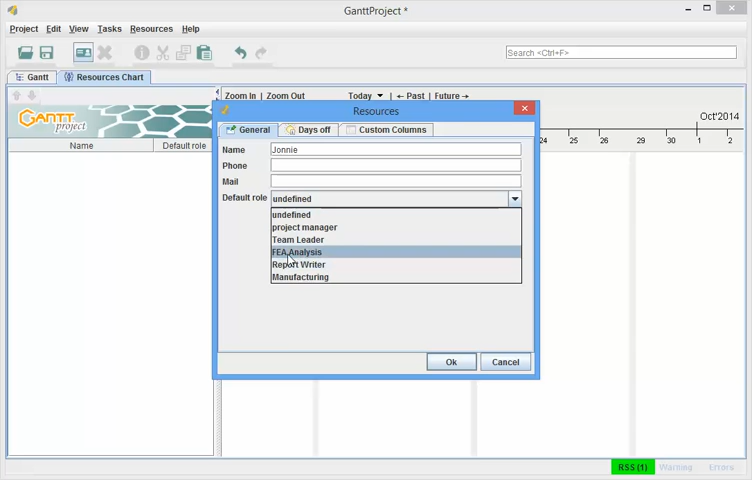 GanttProject *
Project Edit View Tasks Resources Help
Search <Ctrl+F>
Gantt Resources Chart
Zoom In | Zoom Out Today ← Past | Future →
GANTT project
Name Default role
Oct'2014
24 25 26 29 30 1 2
Resources
General Days off Custom Columns
Name Jonnie
Phone
Mail
Default role undefined
undefined
project manager
Team Leader
FEA Analysis
Report Writer
Manufacturing
Ok Cancel
RSS (1) Warning Errors